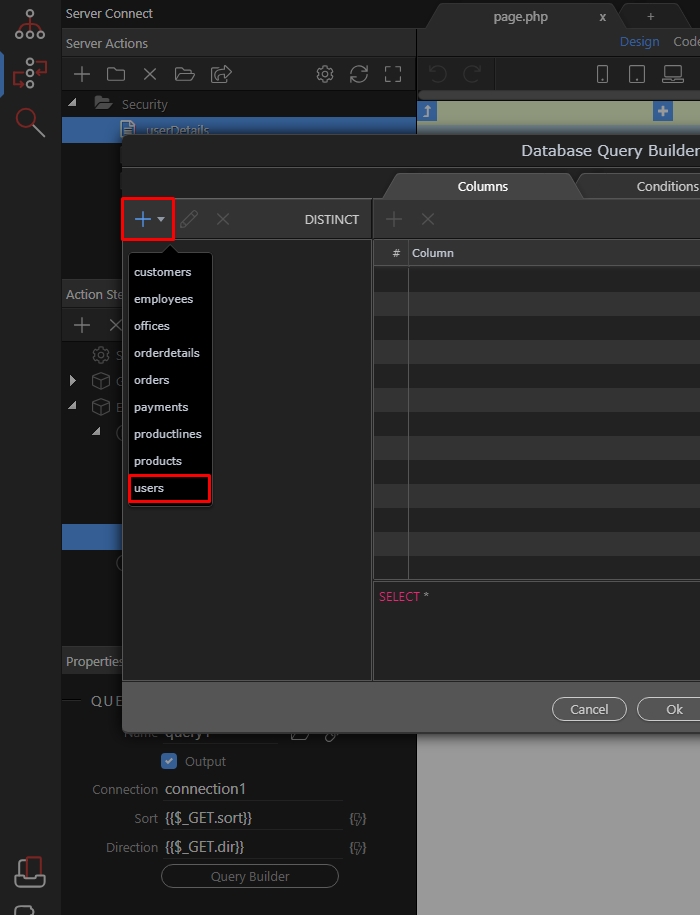 Server Connect
page.php x +
Server Actions
Design Code
Security
userDetails
Database Query Builder
Columns
Conditions
DISTINCT
# Column
customers
employees
offices
orderdetails
orders
payments
productlines
products
users
Action Ste
SELECT *
Properties
QUE
Cancel
Ok
Name query1
Output
Connection connection1
Sort {{$_GET.sort}}
Direction {{$_GET.dir}}
Query Builder